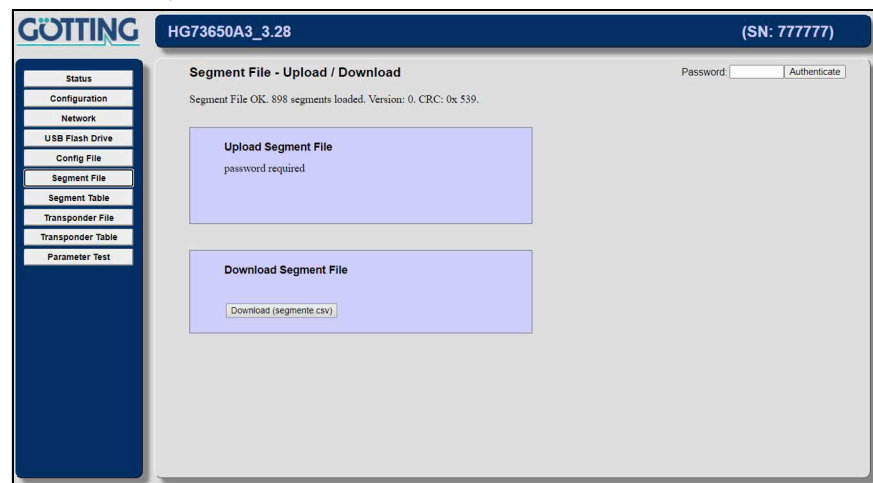 GÖTTING
HG73650A3_3.28
(SN: 777777)
Status
Configuration
Network
USB Flash Drive
Config File
Segment File
Segment Table
Transponder File
Transponder Table
Parameter Test
Segment File - Upload / Download
Password:
Authenticate
Segment File OK. 898 segments loaded. Version: 0. CRC: 0x 539.
Upload Segment File
password required
Download Segment File
Download (segmente.csv)